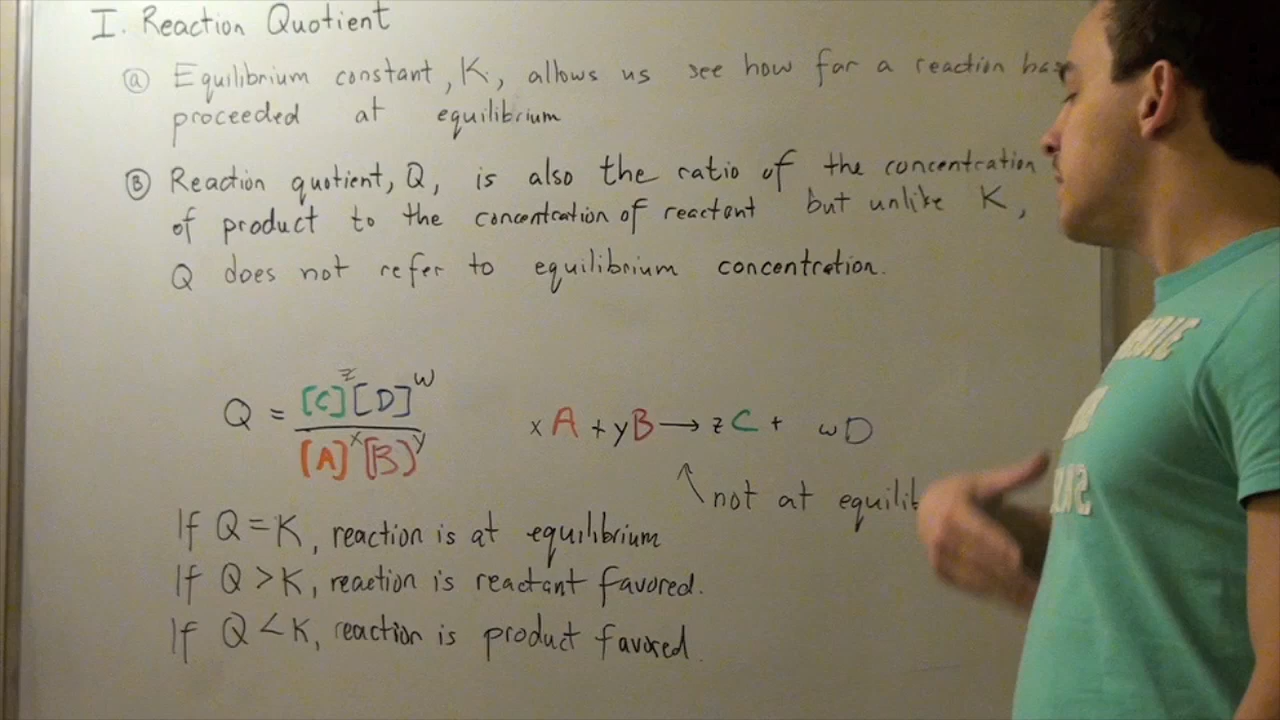 I. Reaction Quotient
ⓐ Equilibrium constant, K, allows us see how far a reaction has
proceeded at equilibrium
Ⓑ Reaction quotient, Q, is also the ratio of the concentration
of product to the concentration of reactant but unlike K,
Q does not refer to equilibrium concentration.
Q = [C]^z [D]^w / [A]^x [B]^y
xA + yB → zC + wD
not at equilib
If Q = K, reaction is at equilibrium
If Q > K, reaction is reactant favored.
If Q < K, reaction is product favored.